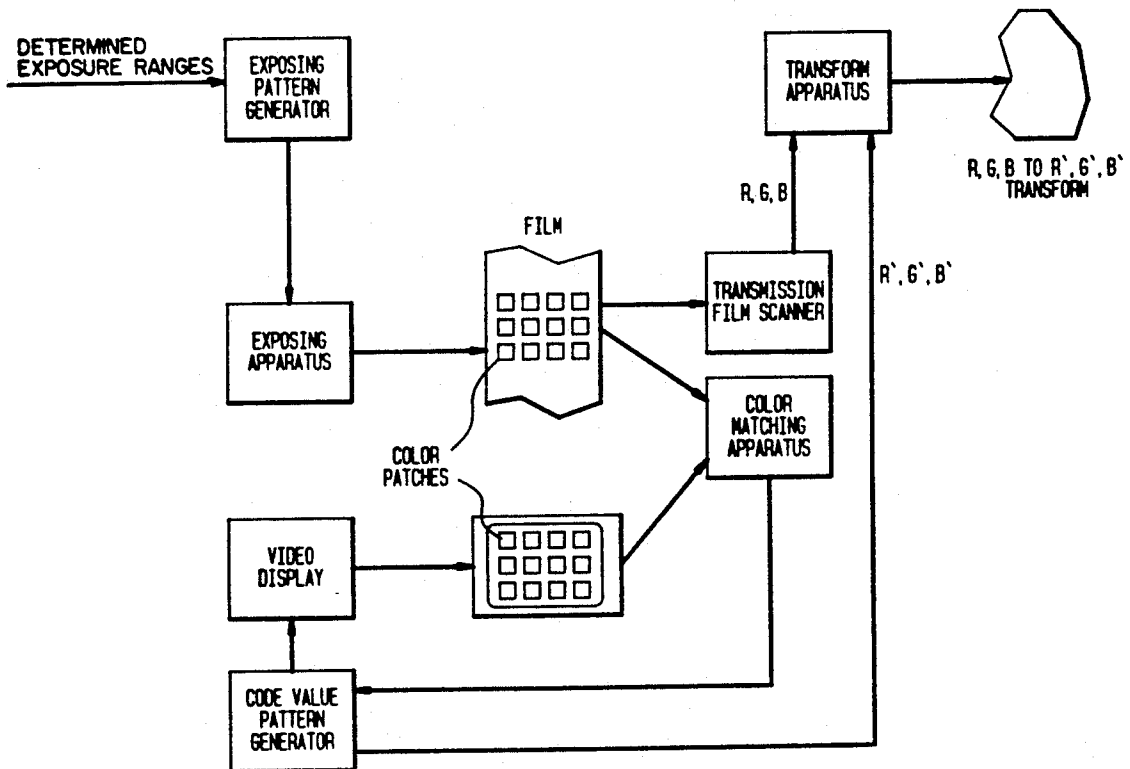 DETERMINED
EXPOSURE RANGES
EXPOSING
PATTERN
GENERATOR
TRANSFORM
APPARATUS
R, G, B TO R`, G`, B`
TRANSFORM
R, G, B
R`, G`, B`
FILM
TRANSMISSION
FILM SCANNER
EXPOSING
APPARATUS
COLOR
MATCHING
APPARATUS
COLOR
PATCHES
VIDEO
DISPLAY
CODE VALUE
PATTERN
GENERATOR